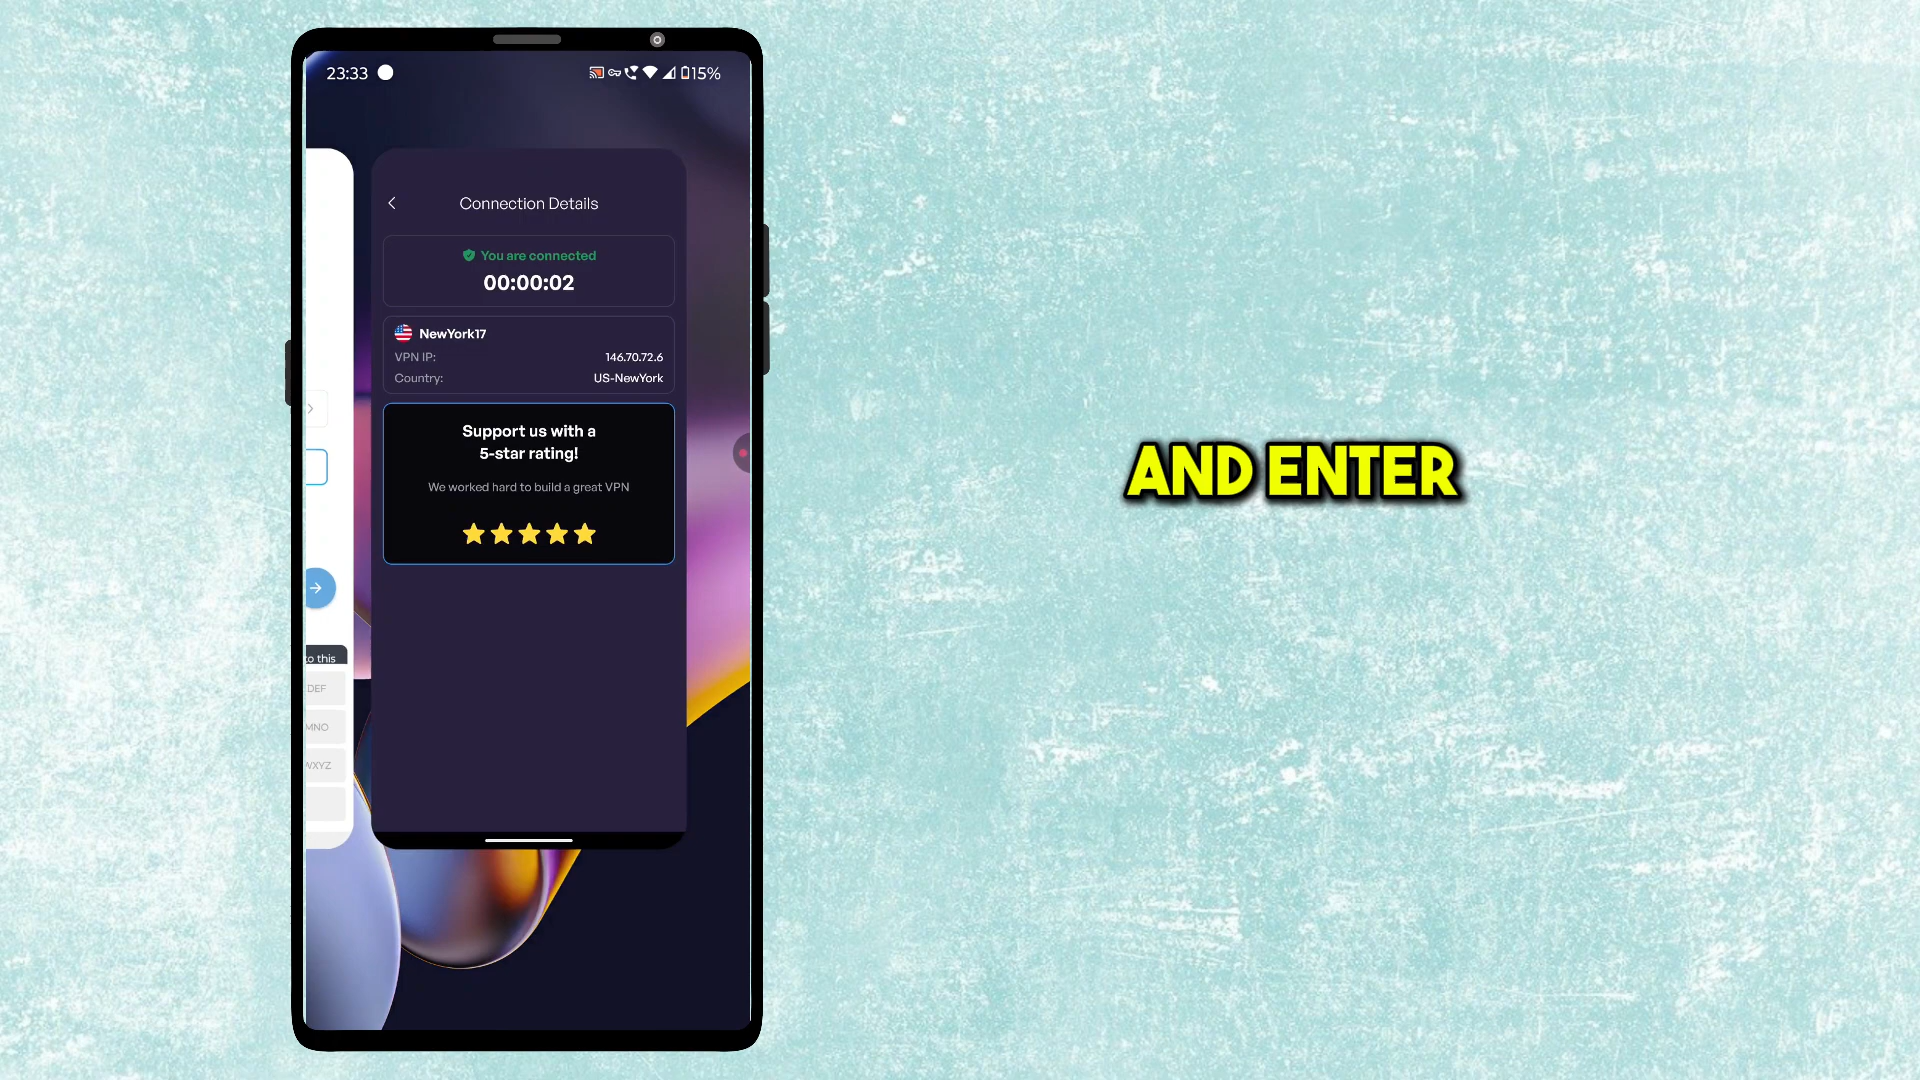 23:33
15%
Connection Details
You are connected
00:00:02
NewYork17
VPN IP: 146.70.72.6
Country: US-NewYork
Support us with a
5-star rating!
We worked hard to build a great VPN
to this
DEF
MNO
WXYZ
AND ENTER